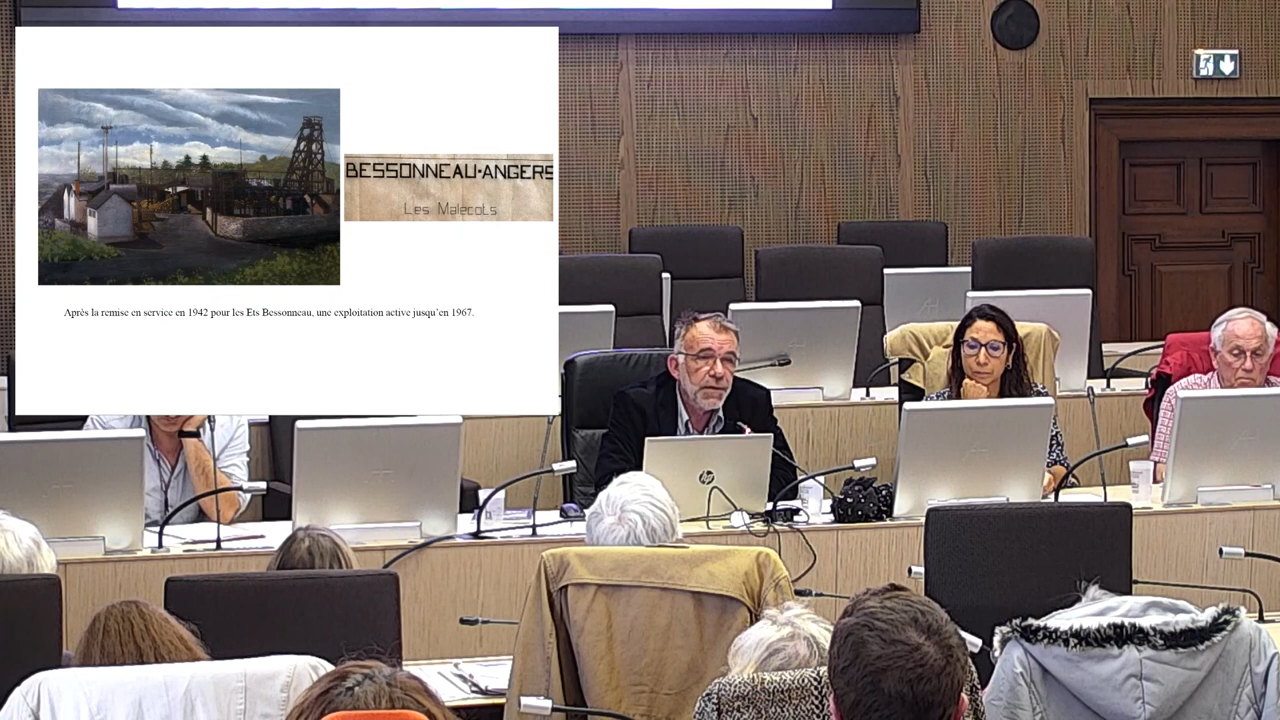 BESSONNEAU·ANGERS
Les Malecots
Après la remise en service en 1942 pour les Ets Bessonneau, une exploitation active jusqu'en 1967.
hp